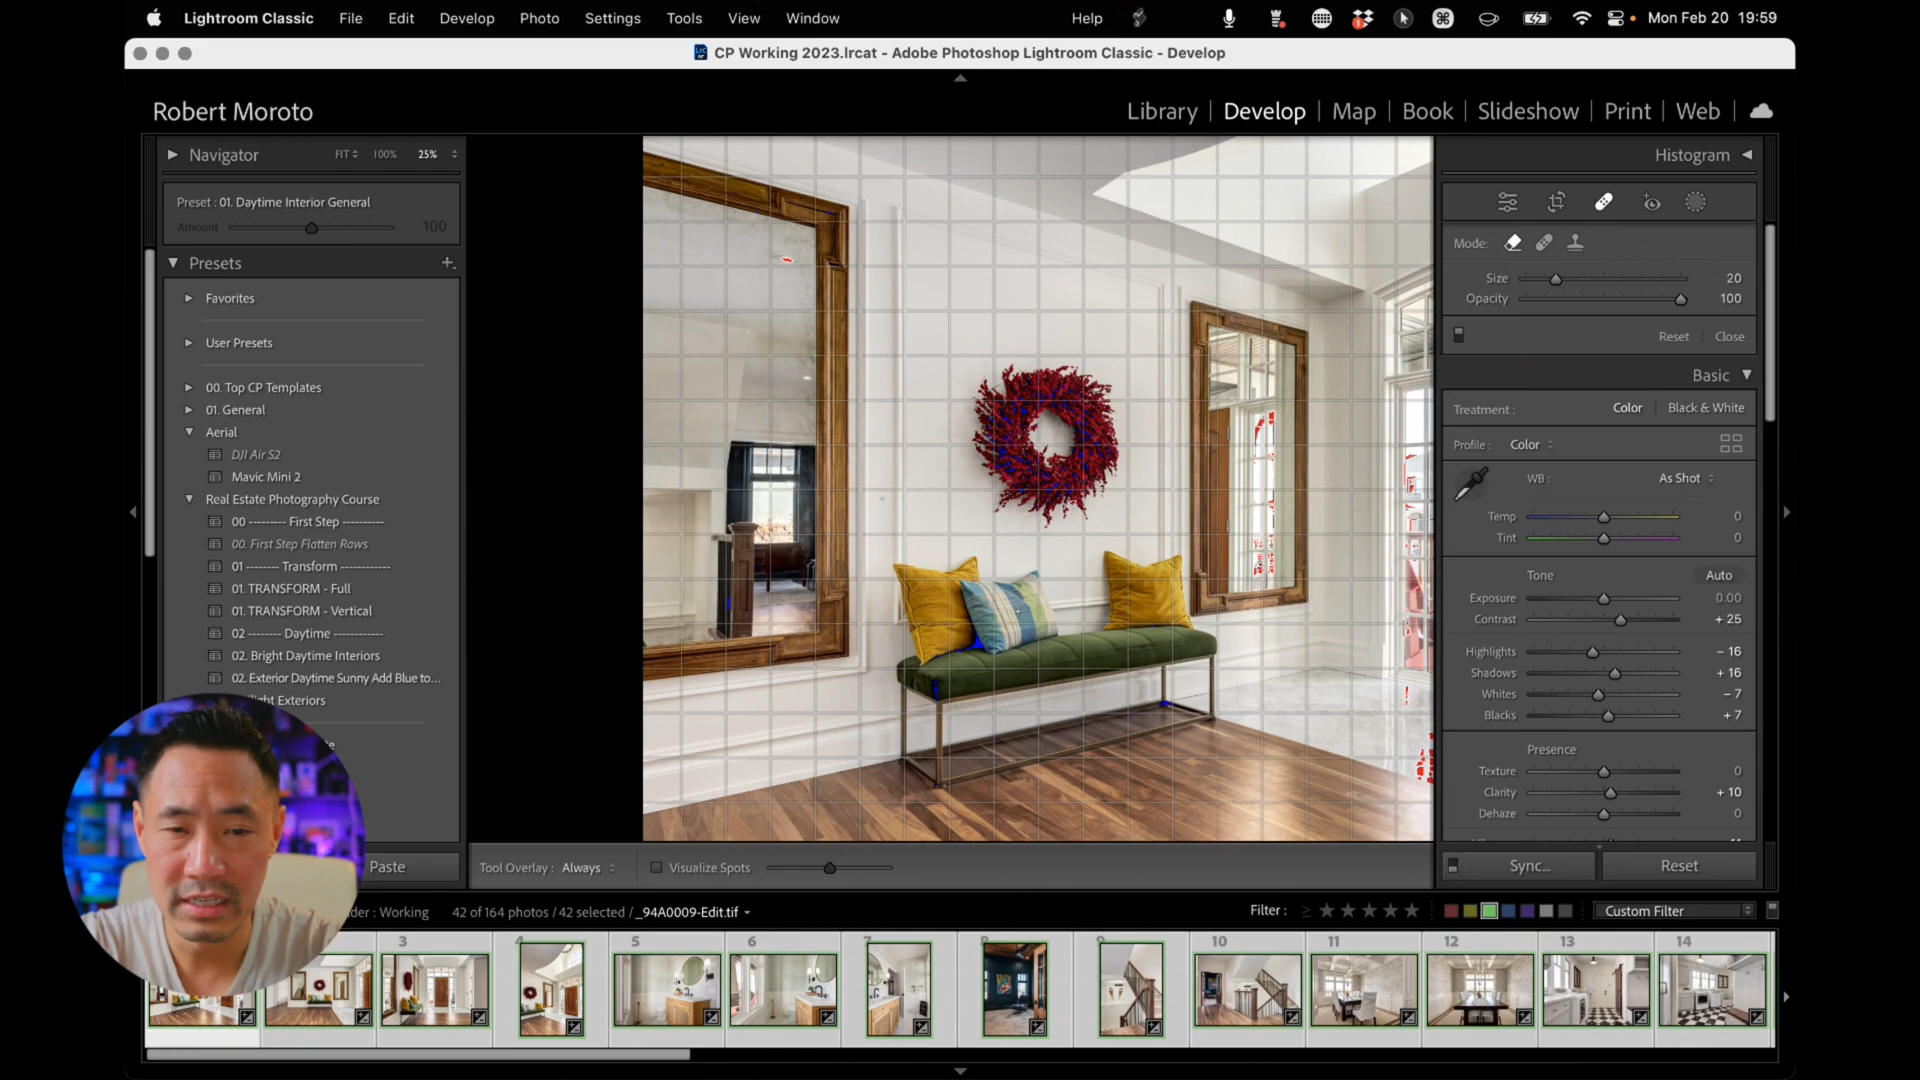 Lightroom Classic File Edit Develop Photo Settings Tools View Window Help Mon Feb 20 19:59
CP Working 2023.lrcat - Adobe Photoshop Lightroom Classic - Develop
Robert Moroto
Library | Develop | Map | Book | Slideshow | Print | Web
Navigator FIT 100% 25%
Preset : 01. Daytime Interior General
Amount 100
Presets
Favorites
User Presets
00. Top CP Templates
01. General
Aerial
DJI Air S2
Mavic Mini 2
Real Estate Photography Course
00 --------- First Step ----------
00. First Step Flatten Raws
01 -------- Transform ------------
01. TRANSFORM - Full
01. TRANSFORM - Vertical
02 -------- Daytime ------------
02. Bright Daytime Interiors
02. Exterior Daytime Sunny Add Blue to...
light Exteriors
Paste
Histogram
Mode:
Size 20
Opacity 100
Reset Close
Basic
Treatment : Color | Black & White
Profile : Color
WB : As Shot
Temp 0
Tint 0
Tone Auto
Exposure 0.00
Contrast + 25
Highlights - 16
Shadows + 16
Whites - 7
Blacks + 7
Presence
Texture 0
Clarity + 10
Dehaze 0
Sync... Reset
Tool Overlay : Always Visualize Spots
der : Working 42 of 164 photos / 42 selected / _94A0009-Edit.tif
Filter : ≥ ★★★★★ Custom Filter
3 4 5 6 7 8 9 10 11 12 13 14